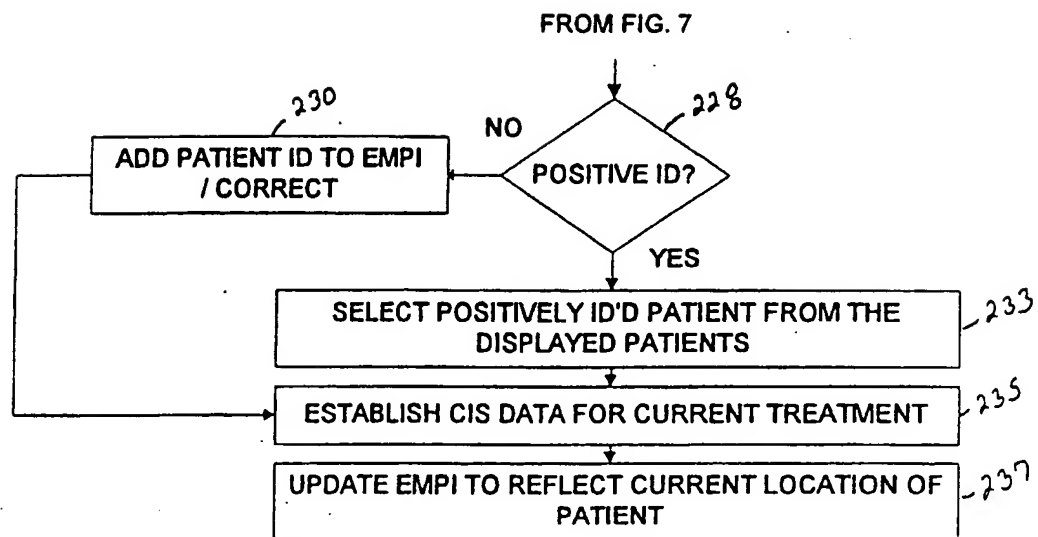 FROM FIG. 7
230
228
NO
ADD PATIENT ID TO EMPI
/ CORRECT
POSITIVE ID?
YES
SELECT POSITIVELY ID'D PATIENT FROM THE
DISPLAYED PATIENTS
233
ESTABLISH CIS DATA FOR CURRENT TREATMENT
235
UPDATE EMPI TO REFLECT CURRENT LOCATION OF
PATIENT
237